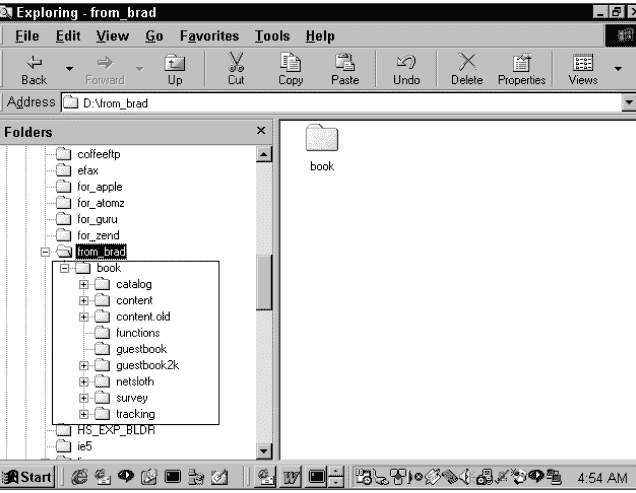 Exploring - from_brad
File Edit View Go Favorites Tools Help
Back Forward Up Cut Copy Paste Undo Delete Properties Views
Address D:\from_brad
Folders
coffeeftp
efax
for_apple
for_atomz
for_guru
for_zend
from_brad
book
catalog
content
content.old
functions
guestbook
guestbook2k
netsloth
survey
tracking
HS_EXP_BLDR
ie5
book
Start 4:54 AM